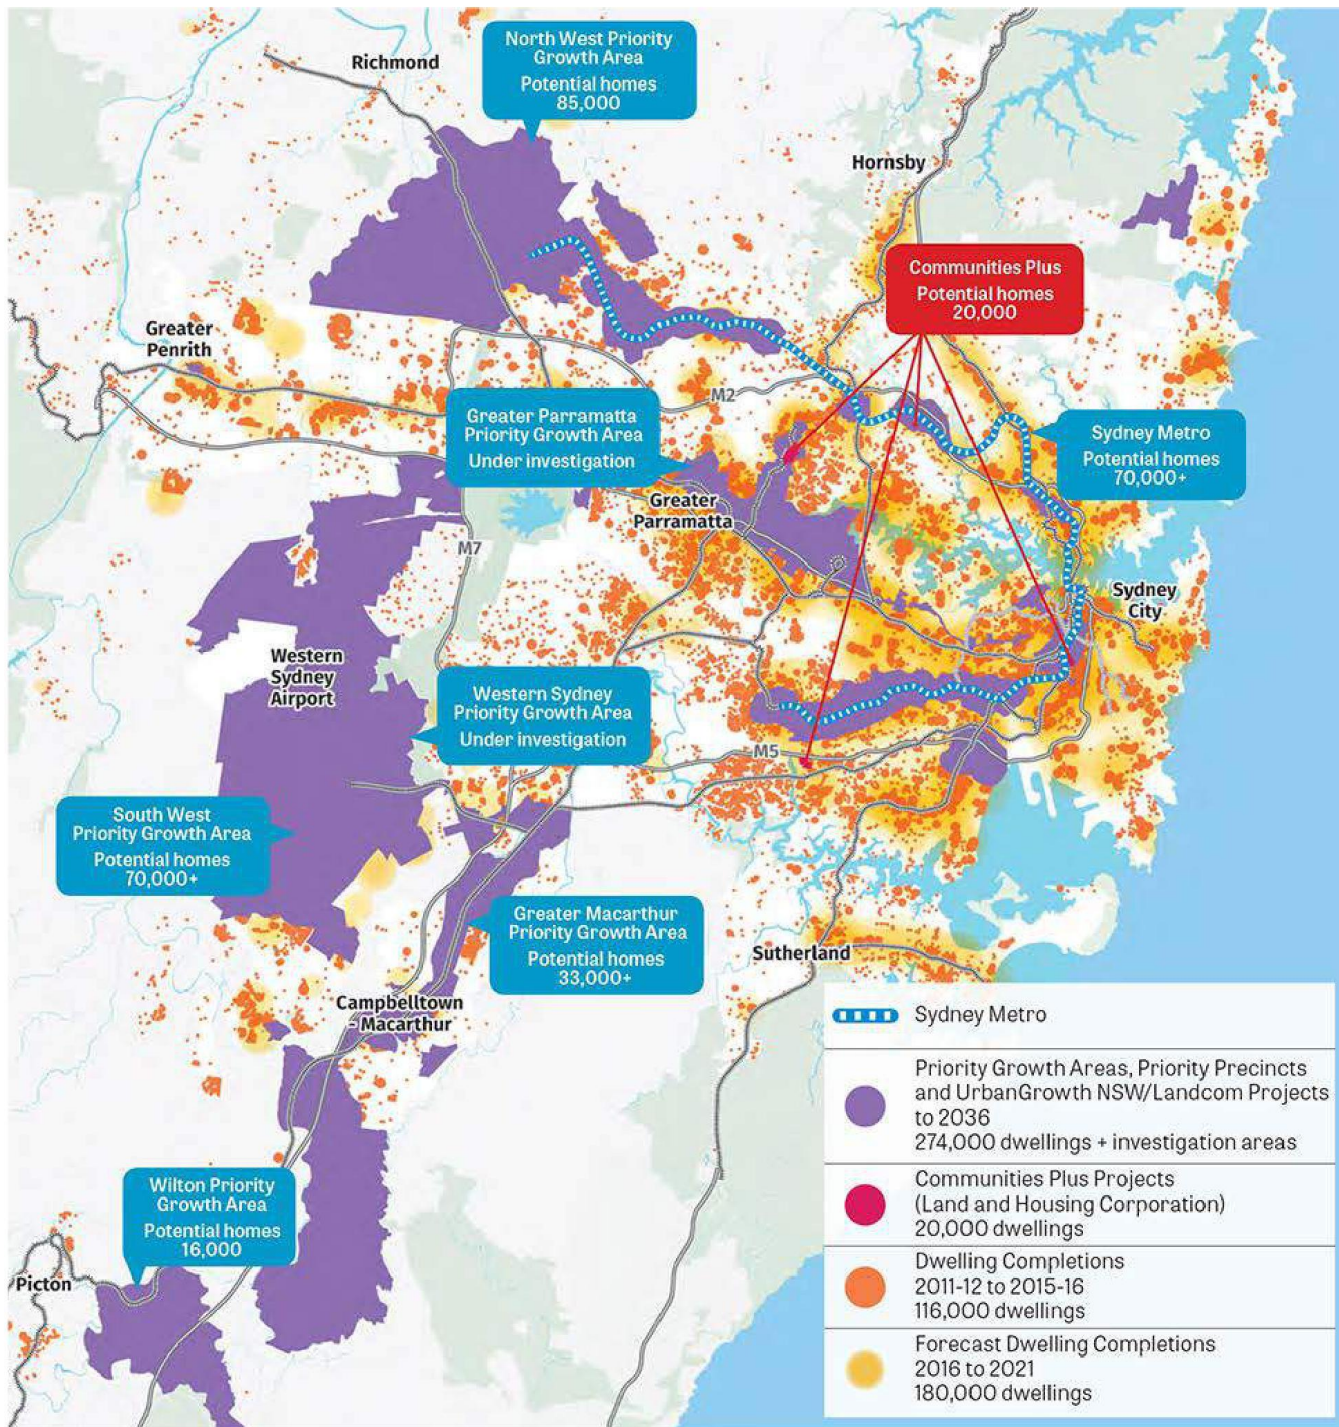 North West Priority
Growth Area
Potential homes
85,000
Richmond
Hornsby
Communities Plus
Potential homes
20,000
Greater
Penrith
M2
Greater Parramatta
Priority Growth Area
Under investigation
Sydney Metro
Potential homes
70,000+
Greater
Parramatta
M7
Sydney
City
Western
Sydney
Airport
Western Sydney
Priority Growth Area
Under investigation
M5
South West
Priority Growth Area
Potential homes
70,000+
Greater Macarthur
Priority Growth Area
Potential homes
33,000+
Sutherland
Campbelltown
- Macarthur
Wilton Priority
Growth Area
Potential homes
16,000
Picton
Sydney Metro
Priority Growth Areas, Priority Precincts
and UrbanGrowth NSW/Landcom Projects
to 2036
274,000 dwellings + investigation areas
Communities Plus Projects
(Land and Housing Corporation)
20,000 dwellings
Dwelling Completions
2011-12 to 2015-16
116,000 dwellings
Forecast Dwelling Completions
2016 to 2021
180,000 dwellings